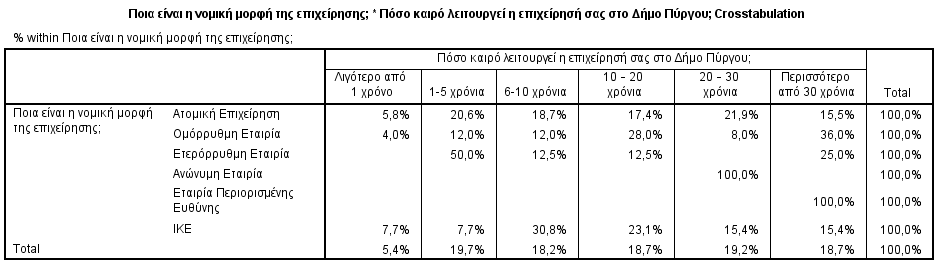 Ποια είναι η νομική μορφή της επιχείρησης; * Πόσο καιρό λειτουργεί η επιχείρησή σας στο Δήμο Πύργου; Crosstabulation
% within Ποια είναι η νομική μορφή της επιχείρησης;
Πόσο καιρό λειτουργεί η επιχείρησή σας στο Δήμο Πύργου;
Λιγότερο από 1 χρόνο 1-5 χρόνια 6-10 χρόνια 10 - 20 χρόνια 20 - 30 χρόνια Περισσότερο από 30 χρόνια Total
Ποια είναι η νομική μορφή της επιχείρησης; Ατομική Επιχείρηση 5,8% 20,6% 18,7% 17,4% 21,9% 15,5% 100,0%
Ομόρρυθμη Εταιρία 4,0% 12,0% 12,0% 28,0% 8,0% 36,0% 100,0%
Ετερόρρυθμη Εταιρία 50,0% 12,5% 12,5% 25,0% 100,0%
Ανώνυμη Εταιρία 100,0% 100,0%
Εταιρία Περιορισμένης Ευθύνης 100,0% 100,0%
ΙΚΕ 7,7% 7,7% 30,8% 23,1% 15,4% 15,4% 100,0%
Total 5,4% 19,7% 18,2% 18,7% 19,2% 18,7% 100,0%